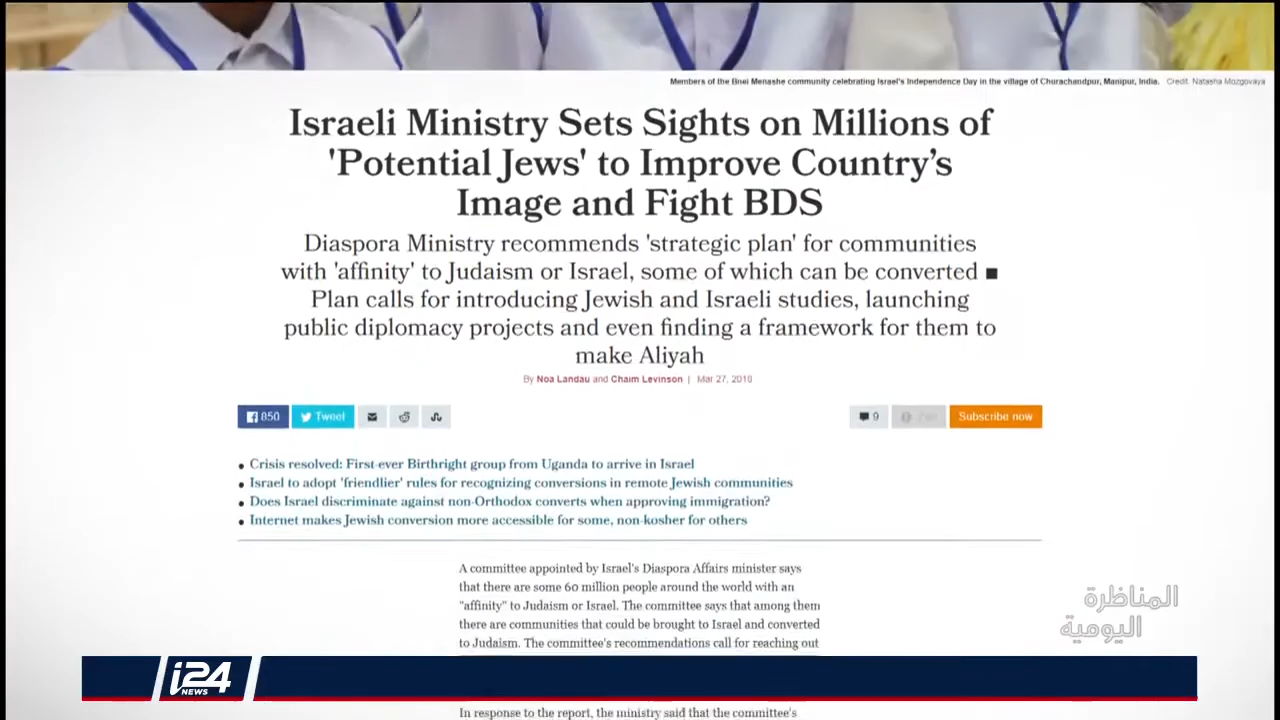 Members of the Bnei Menashe community celebrating Israel's Independence Day in the village of Churachandpur, Manipur, India. Credit: Natasha Mozgovaya
Israeli Ministry Sets Sights on Millions of
'Potential Jews' to Improve Country's
Image and Fight BDS
Diaspora Ministry recommends 'strategic plan' for communities
with 'affinity' to Judaism or Israel, some of which can be converted ■
Plan calls for introducing Jewish and Israeli studies, launching
public diplomacy projects and even finding a framework for them to
make Aliyah
By Noa Landau and Chaim Levinson | Mar 27, 2018
850 Tweet 9 Subscribe now
• Crisis resolved: First-ever Birthright group from Uganda to arrive in Israel
• Israel to adopt 'friendlier' rules for recognizing conversions in remote Jewish communities
• Does Israel discriminate against non-Orthodox converts when approving immigration?
• Internet makes Jewish conversion more accessible for some, non-kosher for others
A committee appointed by Israel's Diaspora Affairs minister says
that there are some 60 million people around the world with an
"affinity" to Judaism or Israel. The committee says that among them
there are communities that could be brought to Israel and converted
to Judaism. The committee's recommendations call for reaching out
المناظرة
اليومية
i24
NEWS
In response to the report, the ministry said that the committee's